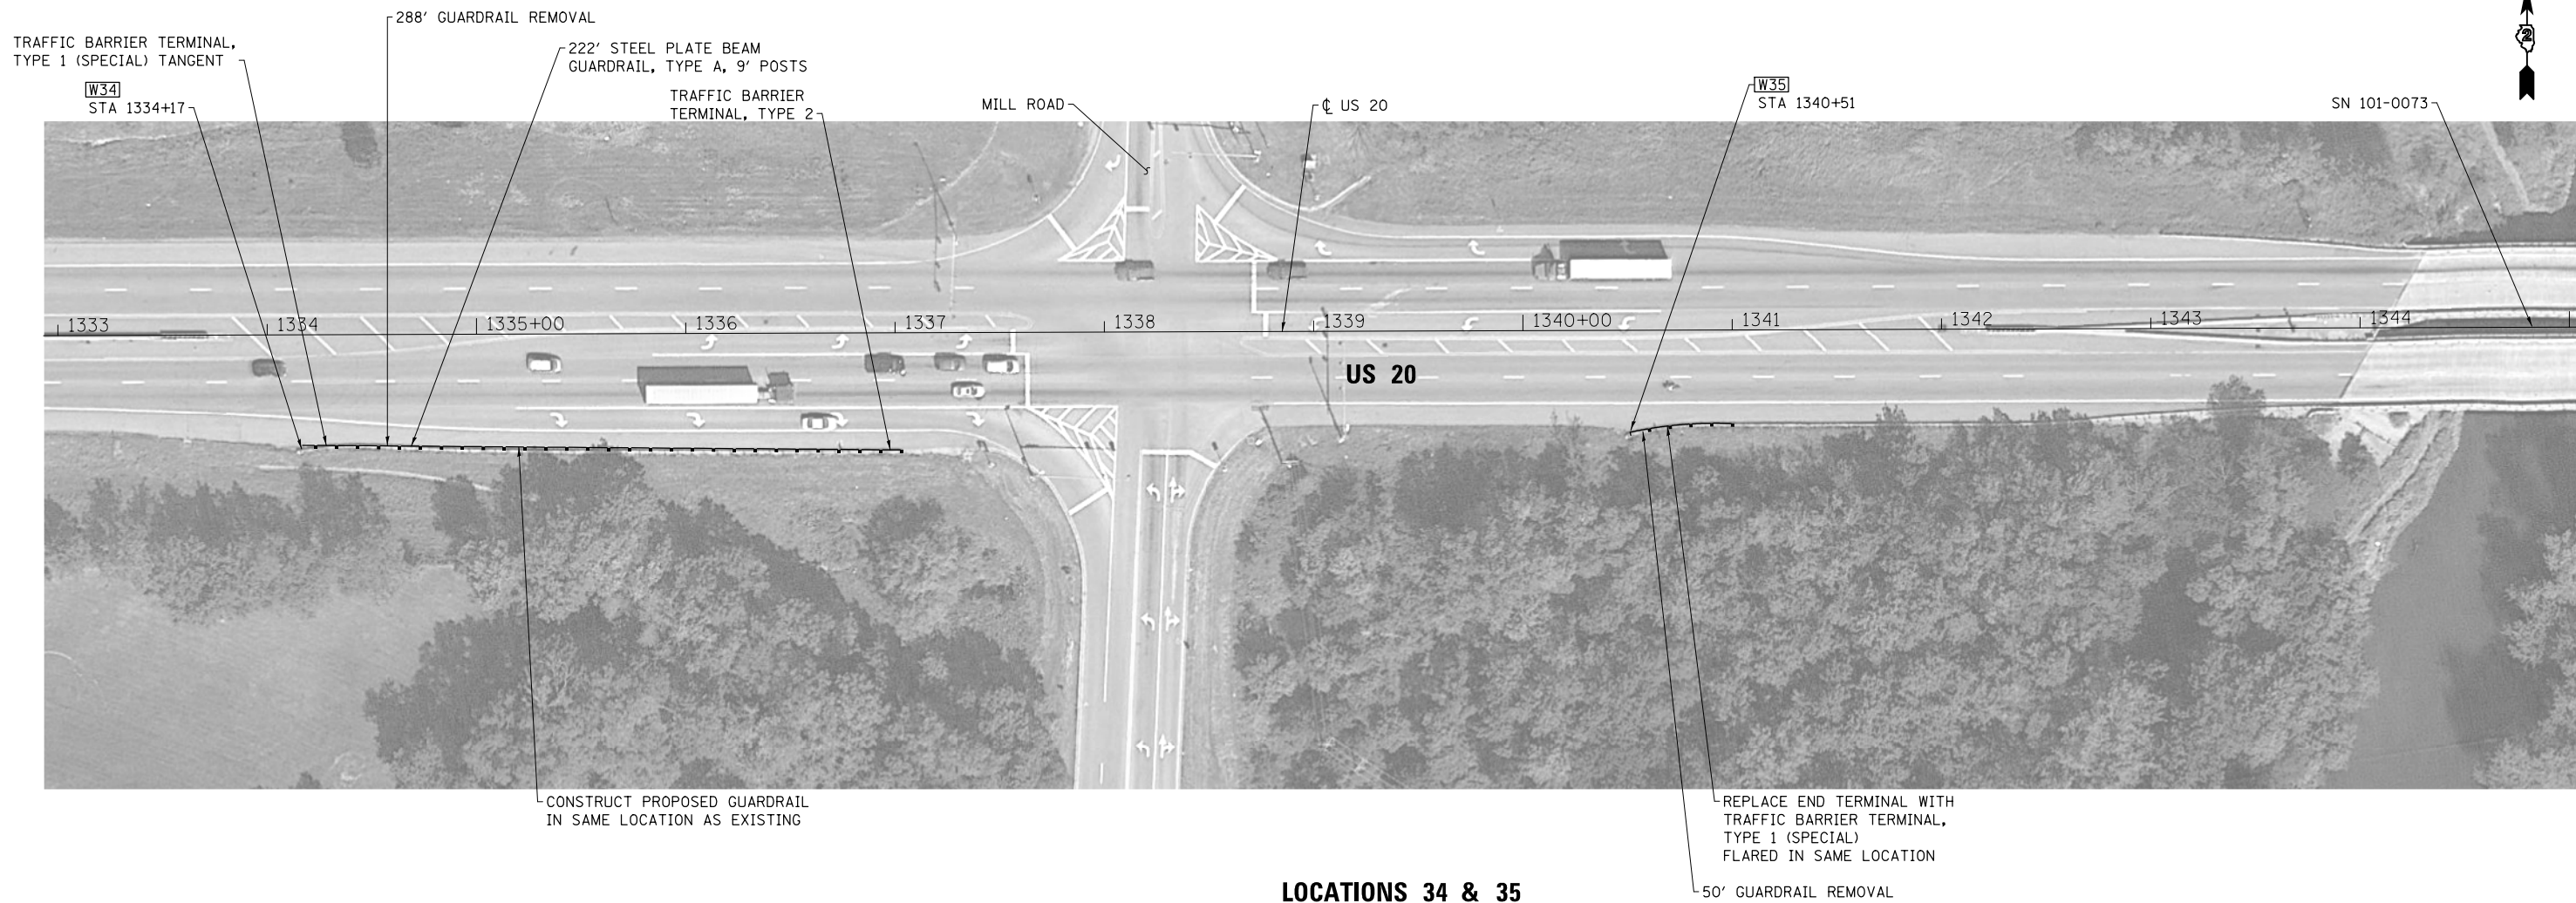 288' GUARDRAIL REMOVAL
TRAFFIC BARRIER TERMINAL,
TYPE 1 (SPECIAL) TANGENT
222' STEEL PLATE BEAM
GUARDRAIL, TYPE A, 9' POSTS
W34
STA 1334+17
TRAFFIC BARRIER
TERMINAL, TYPE 2
MILL ROAD
℄ US 20
W35
STA 1340+51
SN 101-0073
2
1333
1334
1335+00
1336
1337
1338
1339
1340+00
1341
1342
1343
1344
US 20
CONSTRUCT PROPOSED GUARDRAIL
IN SAME LOCATION AS EXISTING
REPLACE END TERMINAL WITH
TRAFFIC BARRIER TERMINAL,
TYPE 1 (SPECIAL)
FLARED IN SAME LOCATION
50' GUARDRAIL REMOVAL
LOCATIONS 34 & 35